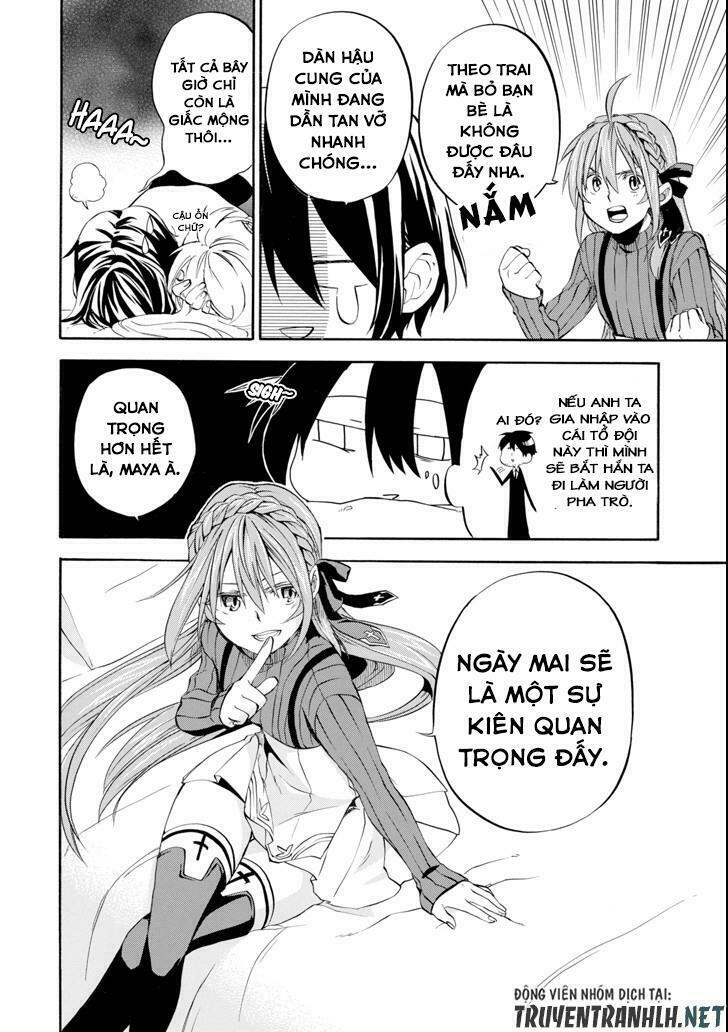 THEO TRAI
MÀ BỎ BẠN
BÈ LÀ
KHÔNG
ĐƯỢC ĐÂU
ĐẤY NHA.
NẮM
DÀN HẬU
CUNG CỦA
MÌNH ĐANG
DẦN TAN VỠ
NHANH
CHÓNG...
TẤT CẢ BÂY
GIỜ CHỈ
CÒN LÀ
GIẤC MỘNG
THÔI.
HAAA~
CẬU ỔN
CHỨ?
NẾU ANH TA
GIA NHẬP VÀO
CÁI TỔ ĐỘI
NÀY THÌ MÌNH
SẼ BẮT HẮN TA
ĐI LÀM NGƯỜI
PHA TRÒ.
AI ĐÓ?
SIGH~
QUAN
TRỌNG
HƠN HẾT
LÀ, MAYA À.
NGÀY MAI SẼ
LÀ MỘT SỰ
KIÊN QUAN
TRỌNG ĐẤY.
ĐỘNG VIÊN NHÓM DỊCH TẠI:
TRUYENTRANHLH.NET